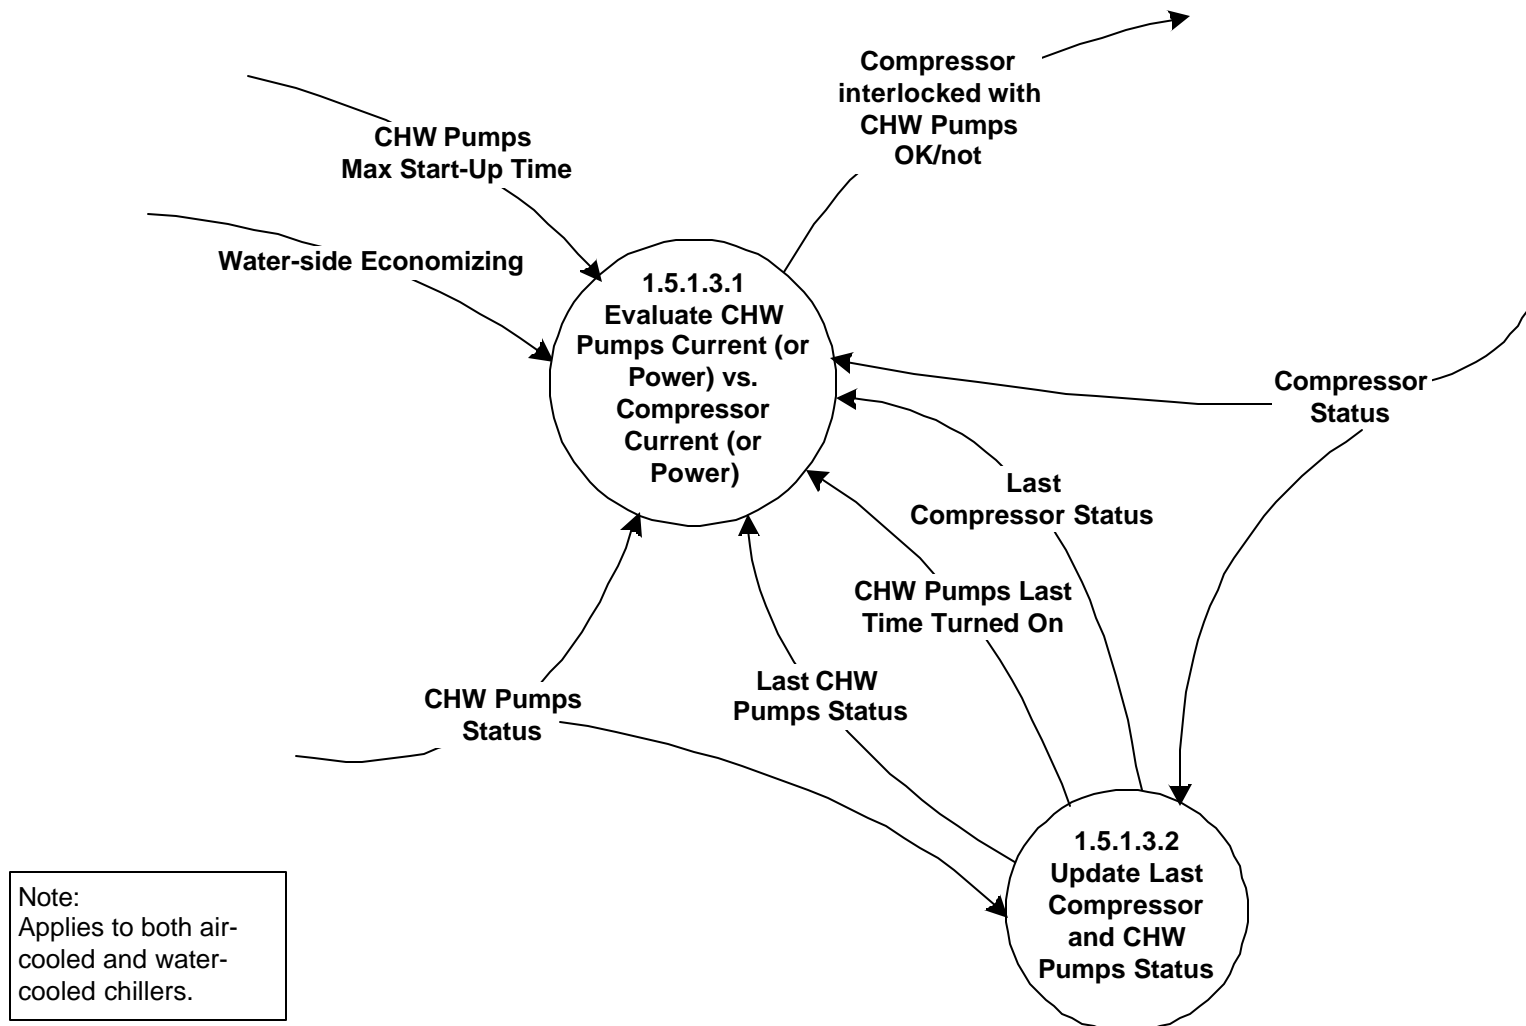 Compressor
interlocked with
CHW Pumps
OK/not
CHW Pumps
Max Start-Up Time
Water-side Economizing
1.5.1.3.1
Evaluate CHW
Pumps Current (or
Power) vs.
Compressor
Current (or
Power)
Compressor
Status
Last
Compressor Status
CHW Pumps Last
Time Turned On
Last CHW
Pumps Status
CHW Pumps
Status
1.5.1.3.2
Update Last
Compressor
and CHW
Pumps Status
Note:
Applies to both air-
cooled and water-
cooled chillers.